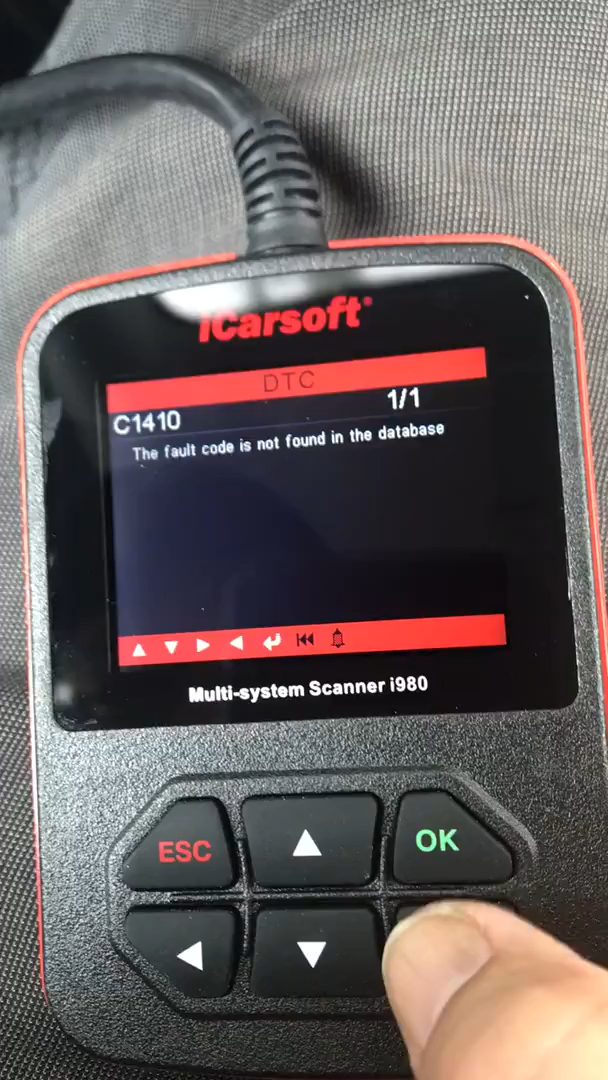 iCarsoft®
DTC
C1410 1/1
The fault code is not found in the database
Multi-system Scanner i980
ESC
OK